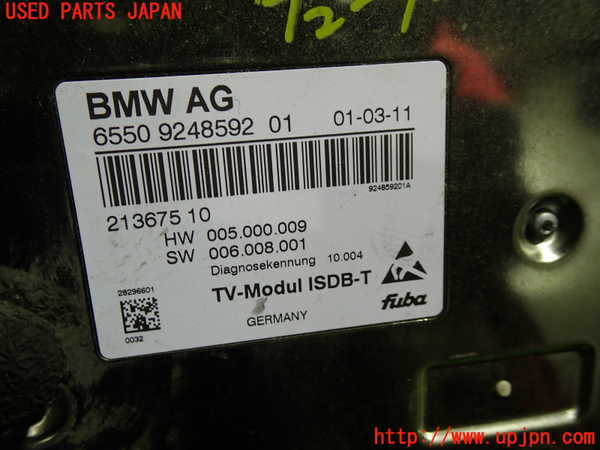 USED PARTS JAPAN
BMW AG
6550 9248592 01 01-03-11
924859201A
213675 10
HW 005.000.009
SW 006.008.001
Diagnosekennung 10.004
28296601
TV-Modul ISDB-T
fuba
0032
GERMANY
http://www.upjpn.com